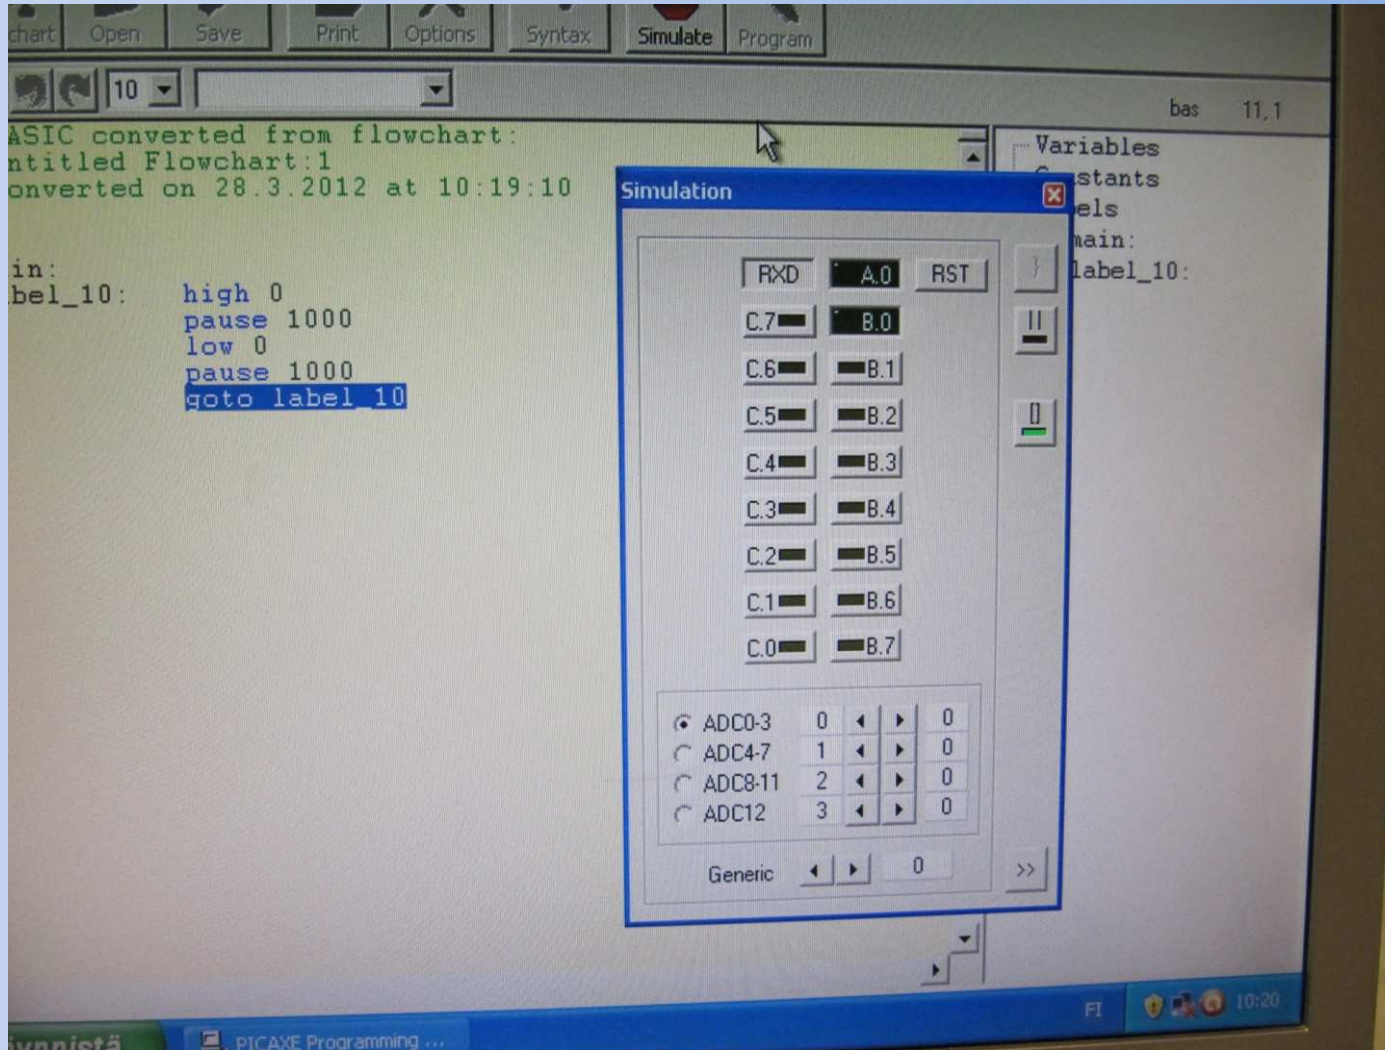 chart Open Save Print Options Syntax Simulate Program
10
bas 11,1
ASIC converted from flowchart:
ntitled Flowchart:1
onverted on 28.3.2012 at 10:19:10
in:
bel_10: high 0
pause 1000
low 0
pause 1000
goto label_10
Simulation
RXD A.0 RST
C.7 B.0
C.6 B.1
C.5 B.2
C.4 B.3
C.3 B.4
C.2 B.5
C.1 B.6
C.0 B.7
ADC0-3 0 0
ADC4-7 1 0
ADC8-11 2 0
ADC12 3 0
Generic 0 >>
Variables
stants
els
main:
label_10:
ynnistä PICAXE Programming ... FI 10:20